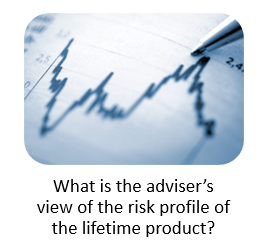 What is the adviser's
view of the risk profile of
the lifetime product?